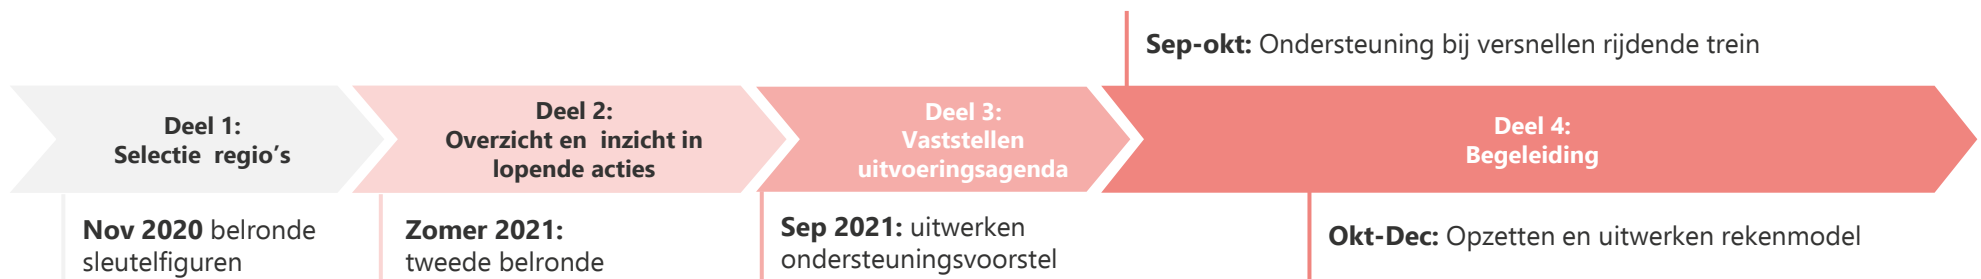 Sep-okt: Ondersteuning bij versnellen rijdende trein
Deel 1:
Selectie regio's
Deel 2:
Overzicht en inzicht in
lopende acties
Deel 3:
Vaststellen
uitvoeringsagenda
Deel 4:
Begeleiding
Nov 2020 belronde
sleutelfiguren
Zomer 2021:
tweede belronde
Sep 2021: uitwerken
ondersteuningsvoorstel
Okt-Dec: Opzetten en uitwerken rekenmodel